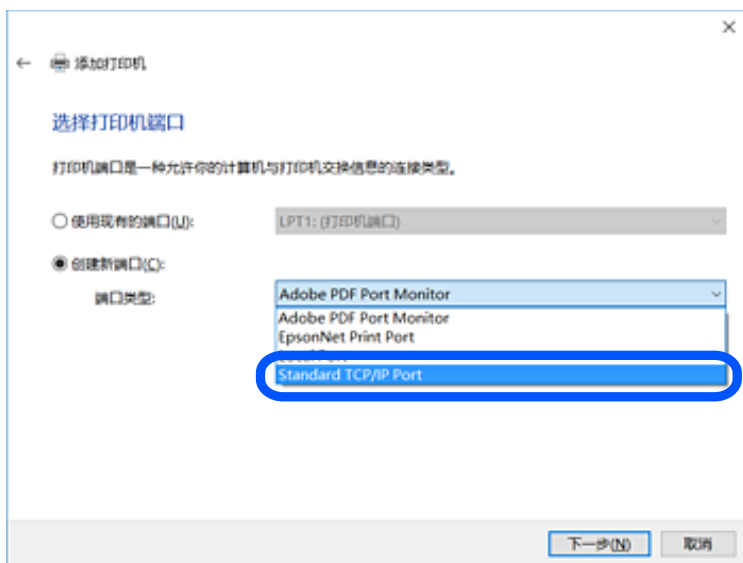 添加打印机
选择打印机端口
打印机端口是一种允许你的计算机与打印机交换信息的连接类型。
使用现有的端口(U):
LPT1: (打印机端口)
创建新端口(C):
端口类型:
Adobe PDF Port Monitor
Adobe PDF Port Monitor
EpsonNet Print Port
Standard TCP/IP Port
下一步(N)
取消